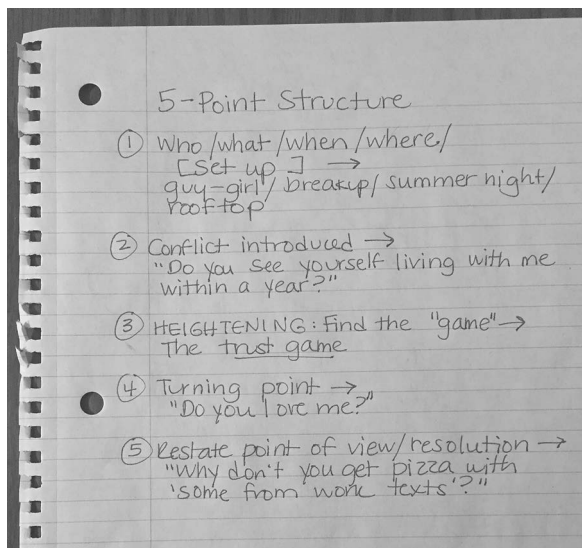 5-Point Structure
① Who/what/when/where/
[Set up] →
guy-girl/breakup/summer night/
rooftop
② Conflict introduced →
"Do you see yourself living with me
within a year?"
③ HEIGHTENING: Find the "game" →
The trust game
④ Turning point →
"Do you love me?"
⑤ Restate point of view/resolution →
"Why don't you get pizza with
'some from work texts'?"